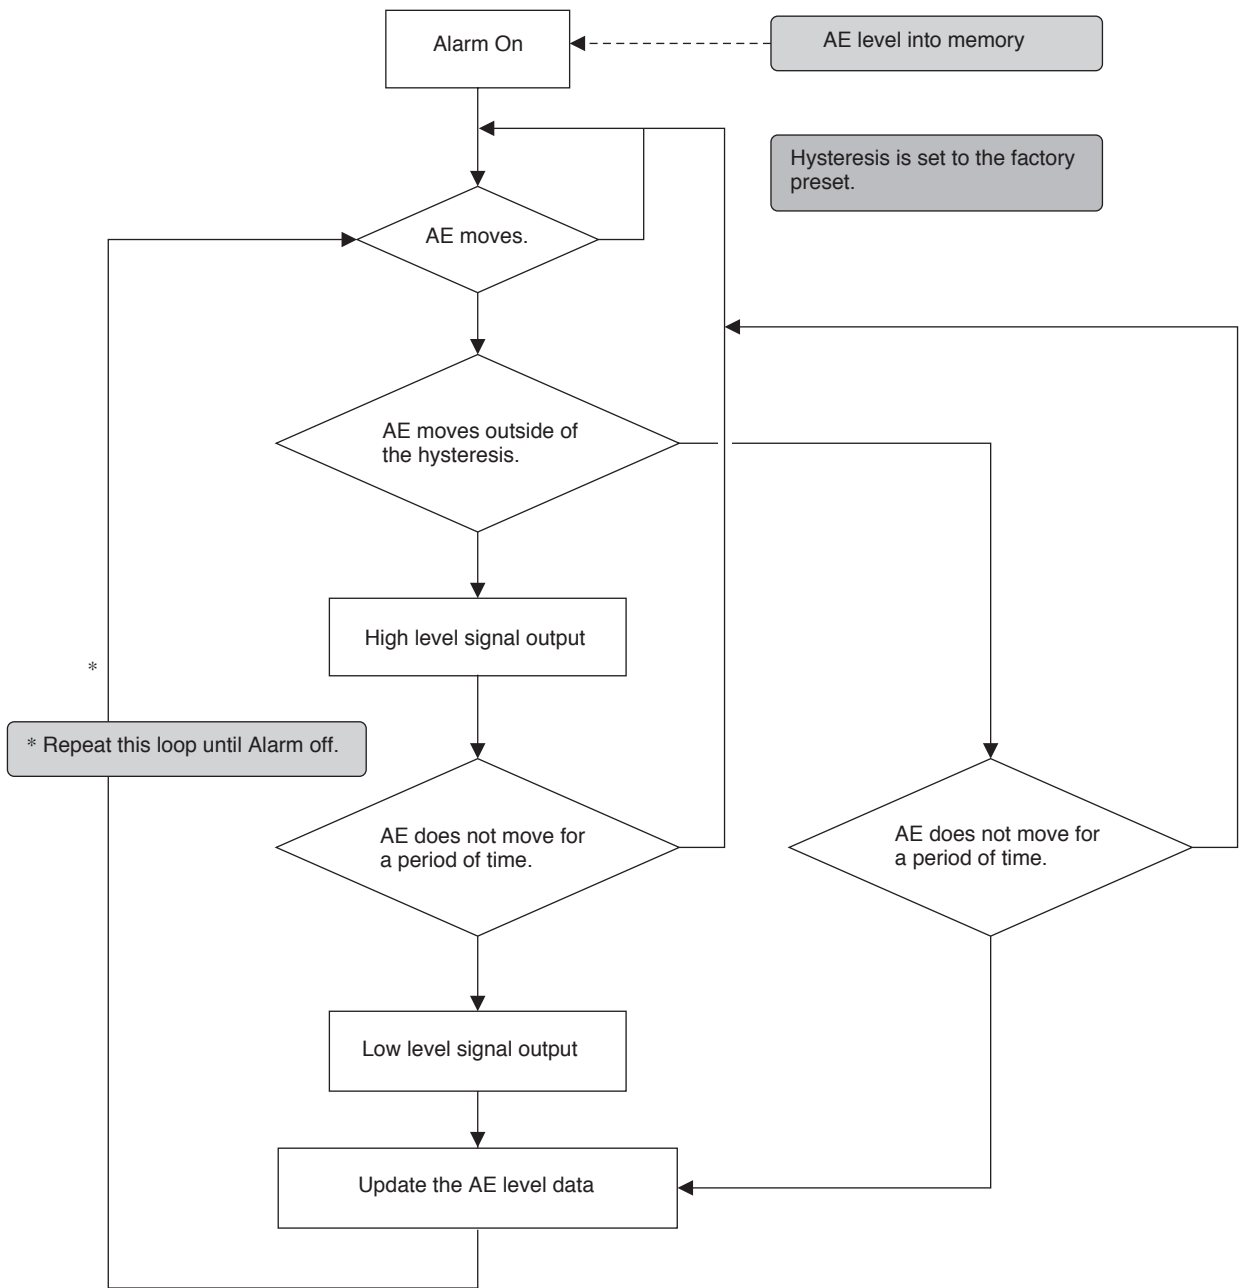 Alarm On
AE level into memory
Hysteresis is set to the factory
preset.
AE moves.
AE moves outside of
the hysteresis.
High level signal output
*
* Repeat this loop until Alarm off.
AE does not move for
a period of time.
AE does not move for
a period of time.
Low level signal output
Update the AE level data